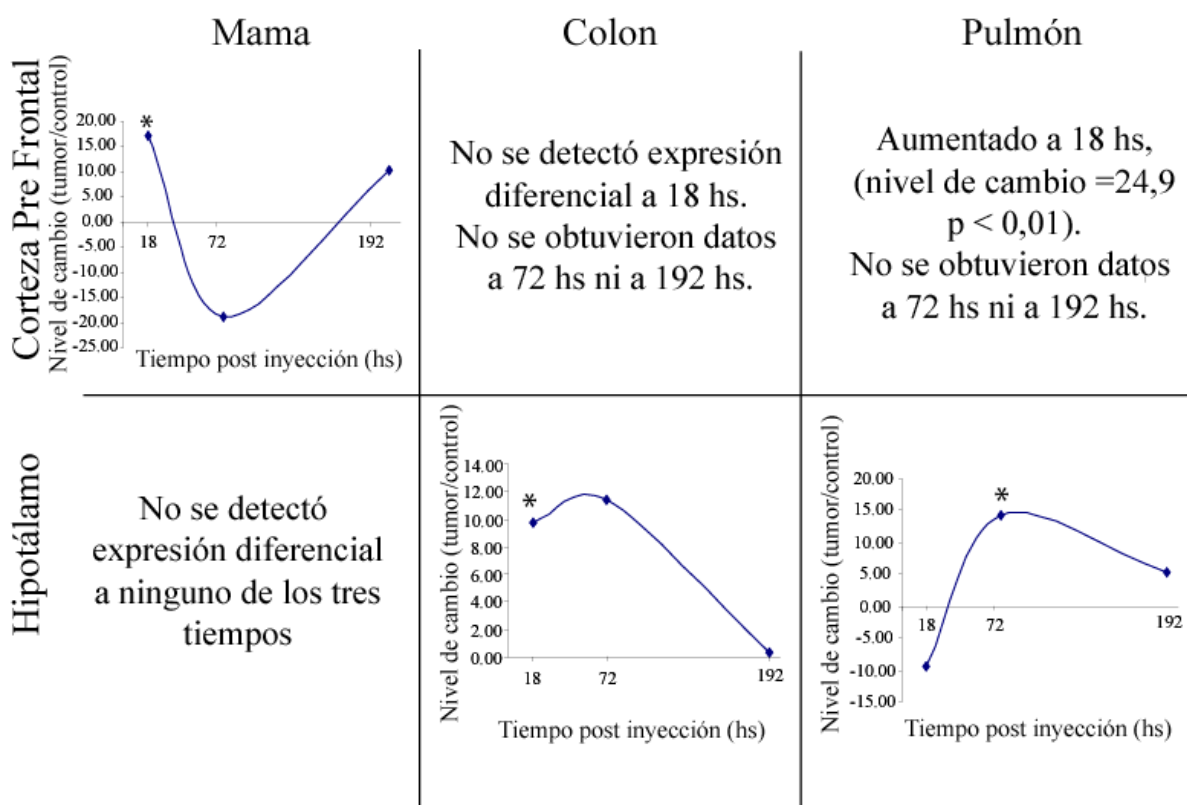 Mama
Colon
Pulmón
Corteza Pre Frontal
Nivel de cambio (tumor/control)
20.00
15.00
10.00
5.00
0.00
-5.00
-10.00
-15.00
-20.00
-25.00
*
18
72
192
Tiempo post inyección (hs)
No se detectó expresión
diferencial a 18 hs.
No se obtuvieron datos
a 72 hs ni a 192 hs.
Aumentado a 18 hs,
(nivel de cambio =24,9
p < 0,01).
No se obtuvieron datos
a 72 hs ni a 192 hs.
Hipotálamo
No se detectó
expresión diferencial
a ninguno de los tres
tiempos
Nivel de cambio (tumor/control)
14.00
12.00
10.00
8.00
6.00
4.00
2.00
0.00
*
18
72
192
Tiempo post inyección (hs)
Nivel de cambio (tumor/control)
20.00
15.00
10.00
5.00
0.00
-5.00
-10.00
-15.00
*
18
72
192
Tiempo post inyección (hs)